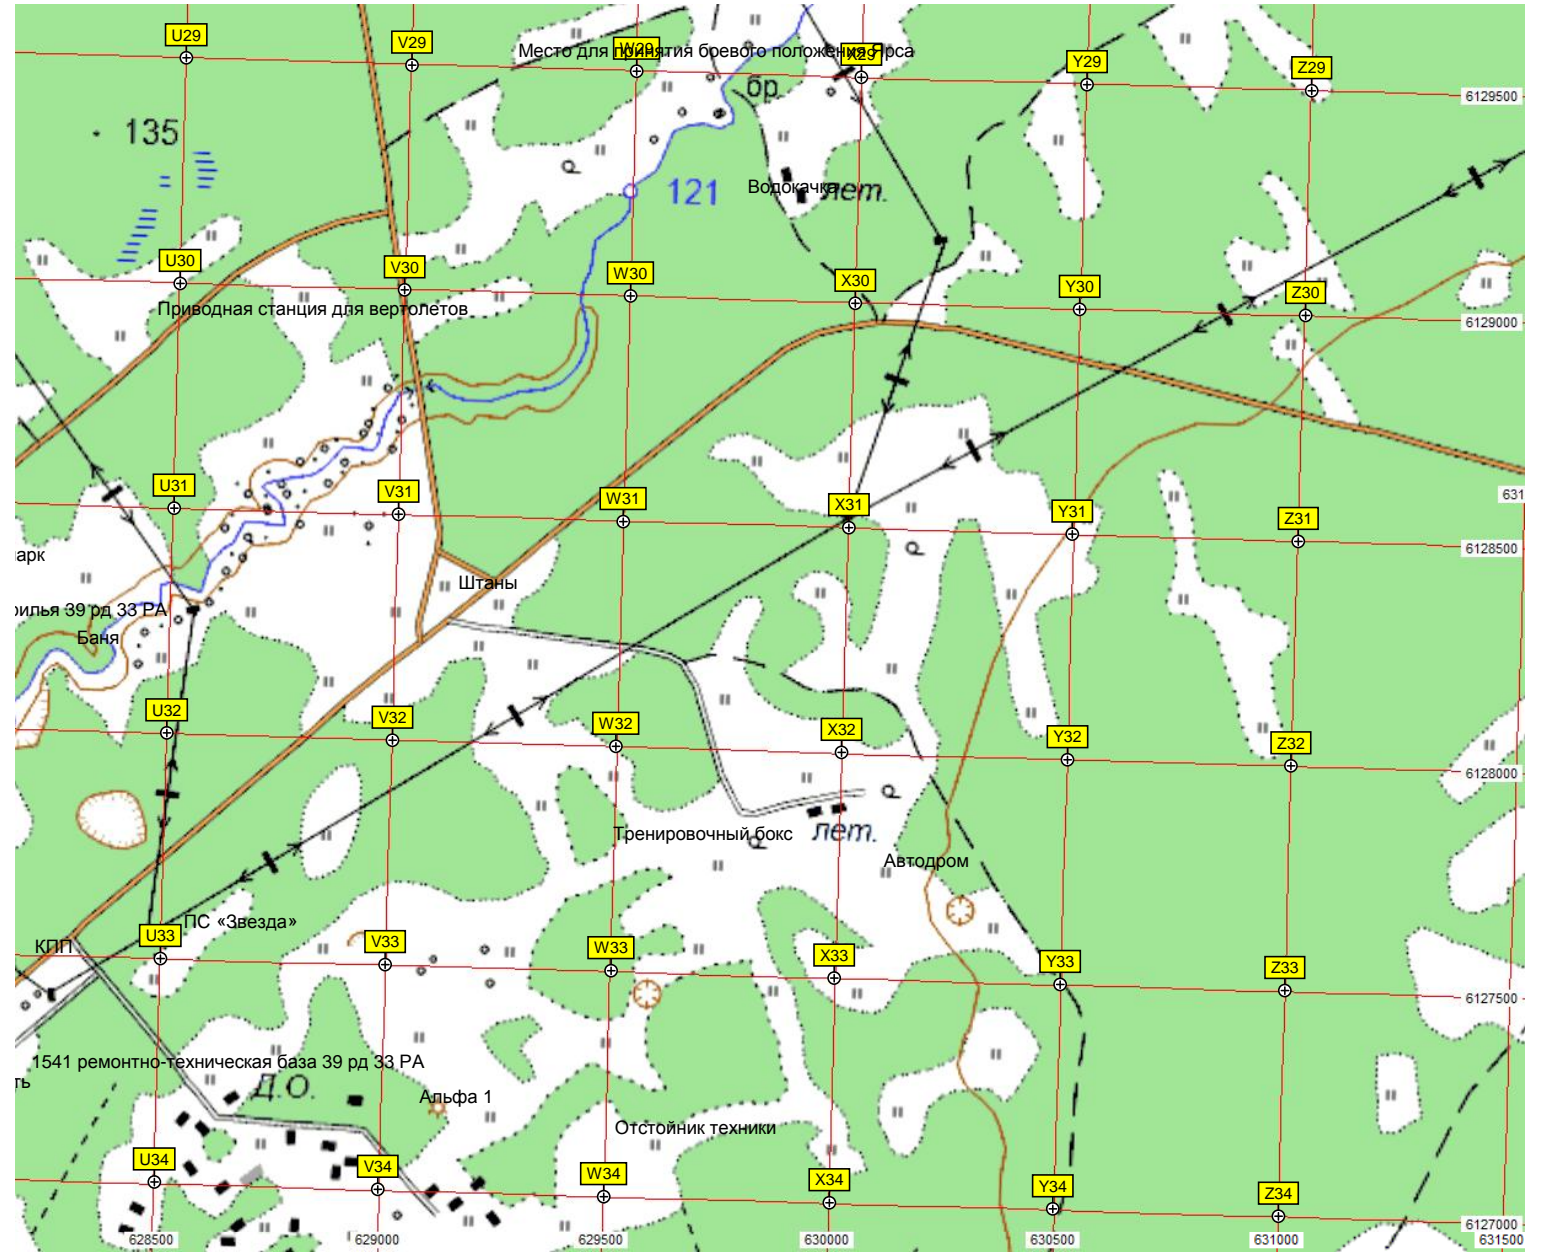 U29
V29
W29
Место для принятия боевого положения Ярса
X29
Y29
Z29
6129500
бр.
135
121
Водокачка
лет.
U30
V30
W30
X30
Y30
Z30
Приводная станция для вертолетов
6129000
U31
V31
W31
X31
Y31
Z31
631
6128500
арк
Штаны
рилья 39 рд 33 РА
Баня
U32
V32
W32
X32
Y32
Z32
6128000
Тренировочный бокс
лет.
Автодром
ПС «Звезда»
КПП
U33
V33
W33
X33
Y33
Z33
6127500
1541 ремонтно-техническая база 39 рд 33 РА
ть
Д.О.
Альфа 1
Отстойник техники
U34
V34
W34
X34
Y34
Z34
6127000
628500
629000
629500
630000
630500
631000
631500